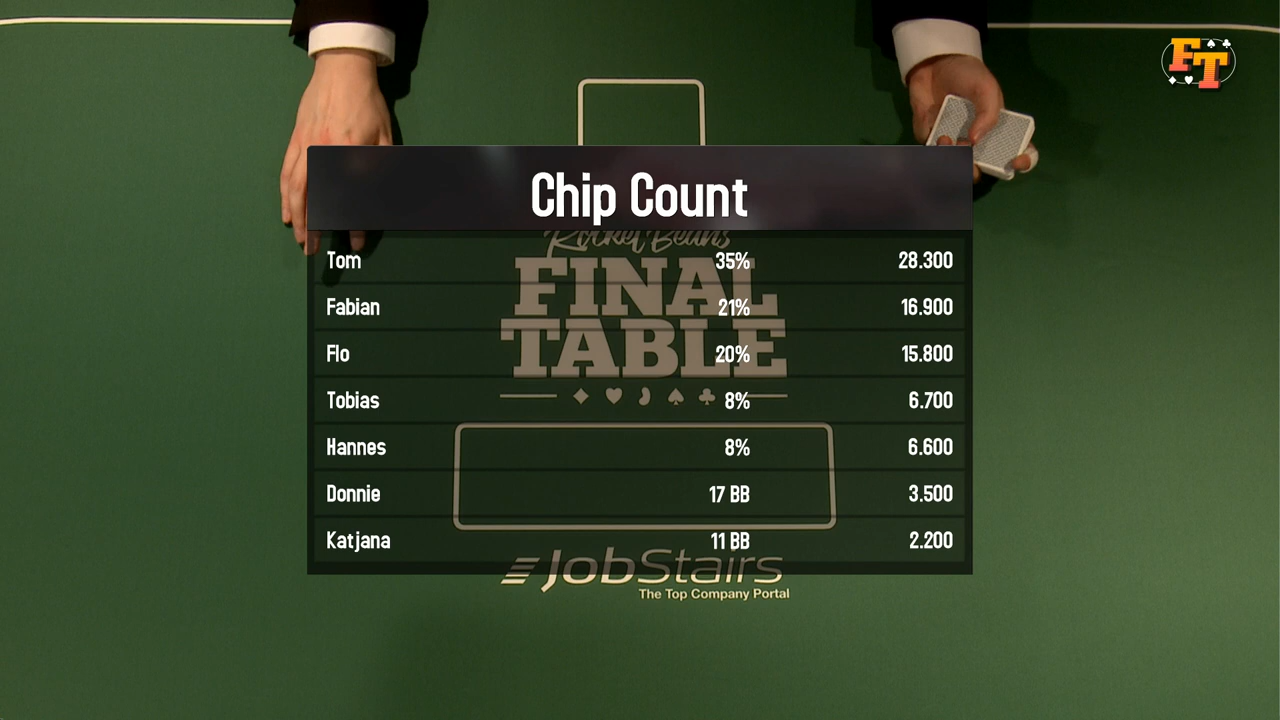 FT
Chip Count
Rocket Beans
FINAL
TABLE
Tom 35% 28.300
Fabian 21% 16.900
Flo 20% 15.800
Tobias 8% 6.700
Hannes 8% 6.600
Donnie 17 BB 3.500
Katjana 11 BB 2.200
JobStairs
The Top Company Portal